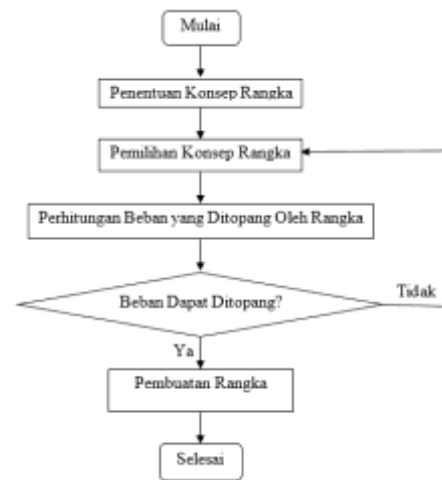 Mulai
Penentuan Konsep Rangka
Pemilihan Konsep Rangka
Perhitungan Beban yang Ditopang Oleh Rangka
Beban Dapat Ditopang?
Tidak
Ya
Pembuatan Rangka
Selesai